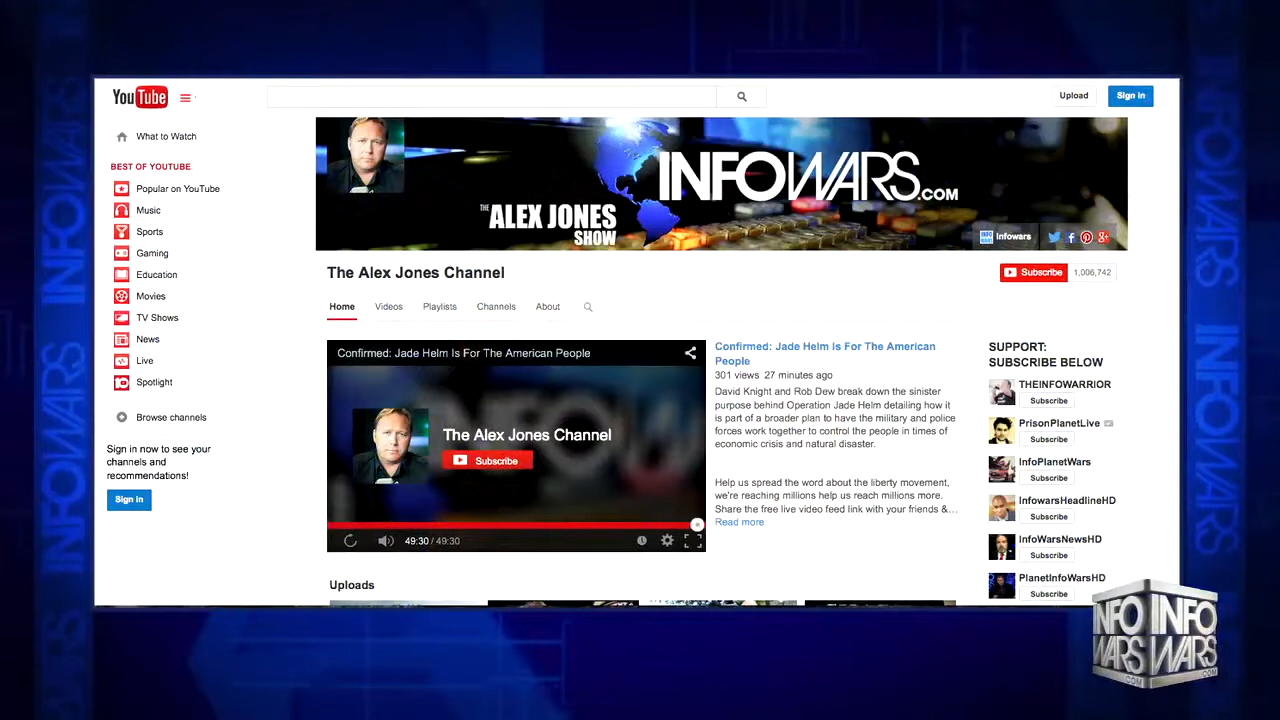 YouTube
Upload
Sign in
What to Watch
BEST OF YOUTUBE
Popular on YouTube
Music
Sports
Gaming
Education
Movies
TV Shows
News
Live
Spotlight
Browse channels
Sign in now to see your
channels and
recommendations!
Sign in
INFOWARS.COM
THE
ALEX JONES
SHOW
INFO
WARS
Infowars
The Alex Jones Channel
Subscribe
1,006,742
Home
Videos
Playlists
Channels
About
Confirmed: Jade Helm Is For The American People
The Alex Jones Channel
Subscribe
49:30 / 49:30
Confirmed: Jade Helm Is For The American
People
301 views 27 minutes ago
David Knight and Rob Dew break down the sinister
purpose behind Operation Jade Helm detailing how it
is part of a broader plan to have the military and police
forces work together to control the people in times of
economic crisis and natural disaster.
Help us spread the word about the liberty movement,
we're reaching millions help us reach millions more.
Share the free live video feed link with your friends &...
Read more
SUPPORT:
SUBSCRIBE BELOW
THEINFOWARRIOR
Subscribe
PrisonPlanetLive
Subscribe
InfoPlanetWars
Subscribe
InfowarsHeadlineHD
Subscribe
InfoWarsNewsHD
Subscribe
PlanetInfoWarsHD
Subscribe
Uploads
INFO INFO
WARS WARS
.COM .COM
INFOWARS
INFOWARS